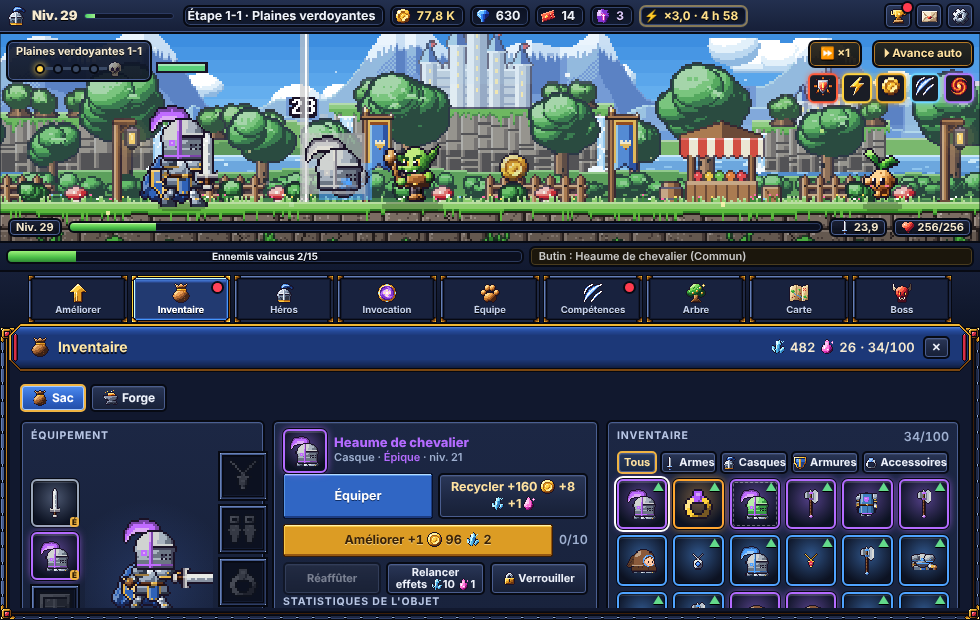 Niv. 29
Étape 1-1 · Plaines verdoyantes
77,8 K
630
14
3
×3,0 · 4 h 58
Plaines verdoyantes 1-1
×1
Avance auto
28
Niv. 29
23,9
256/256
Ennemis vaincus 2/15
Butin : Heaume de chevalier (Commun)
Améliorer
Inventaire
Héros
Invocation
Equipe
Compétences
Arbre
Carte
Boss
Inventaire
482
26 · 34/100
×
Sac
Forge
ÉQUIPEMENT
E
E
Heaume de chevalier
Casque · Épique · niv. 21
Équiper
Recycler +160 +8
+1
Améliorer +1 96 2
0/10
Réaffûter
Relancer
effets 10 1
Verrouiller
STATISTIQUES DE L'OBJET
INVENTAIRE
34/100
Tous
Armes
Casques
Armures
Accessoires